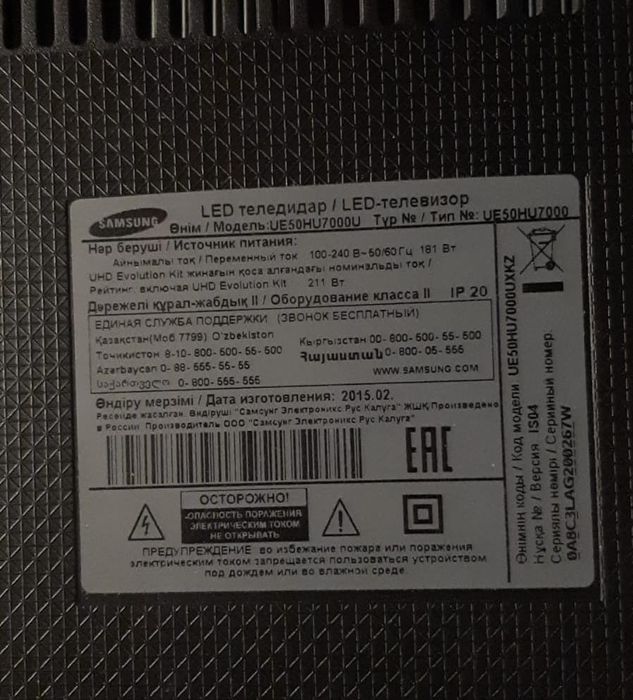 SAMSUNG
LED теледидар / LED-телевизор
Өнім / Модель:UE50HU7000U Түр № / Тип №: UE50HU7000
Нәр беруші / Источник питания:
Айнымалы ток / Переменный ток 100-240 В~50/60Гц 181 Вт
UHD Evolution Kit жинағын қоса алғандағы номинальды ток /
Рейтинг, включая UHD Evolution Kit 211 Вт
Дәрежелі құрал-жабдық II / Оборудование класса II IP 20
ЕДИНАЯ СЛУЖБА ПОДДЕРЖКИ (ЗВОНОК БЕСПЛАТНЫЙ)
Қазақстан(Моб 7799) O'zbekiston
Кыргызстан 00-800-500-55-500
Точикистон 8-10-800-500-55-500
Հայաստան 0-800-05-555
Azərbaycan 0-88-555-55-55
WWW.SAMSUNG.COM
საქართველო 0-800-555-555
Өндіру мерзімі / Дата изготовления: 2015.02.
Ресейде жасалған. Өндіруші "Самсунг Электроникс Рус Калуга" ЖШҚ Произведено
в России Производитель ООО "Самсунг Электроникс Рус Калуга"
EAC
ОСТОРОЖНО!
ОПАСНОСТЬ ПОРАЖЕНИЯ
ЭЛЕКТРИЧЕСКИМ ТОКОМ
НЕ ОТКРЫВАТЬ
ПРЕДУПРЕЖДЕНИЕ во избежание пожара или поражения
электрическим током запрещается пользоваться устройством
под дождем или во влажной среде.
Өнімнің коды / Код модели UE50HU7000UXKZ
Нұсқа № / Версия IS04
Сериялы нөмірі / Серийный номер.
0A8C3LAG200267W